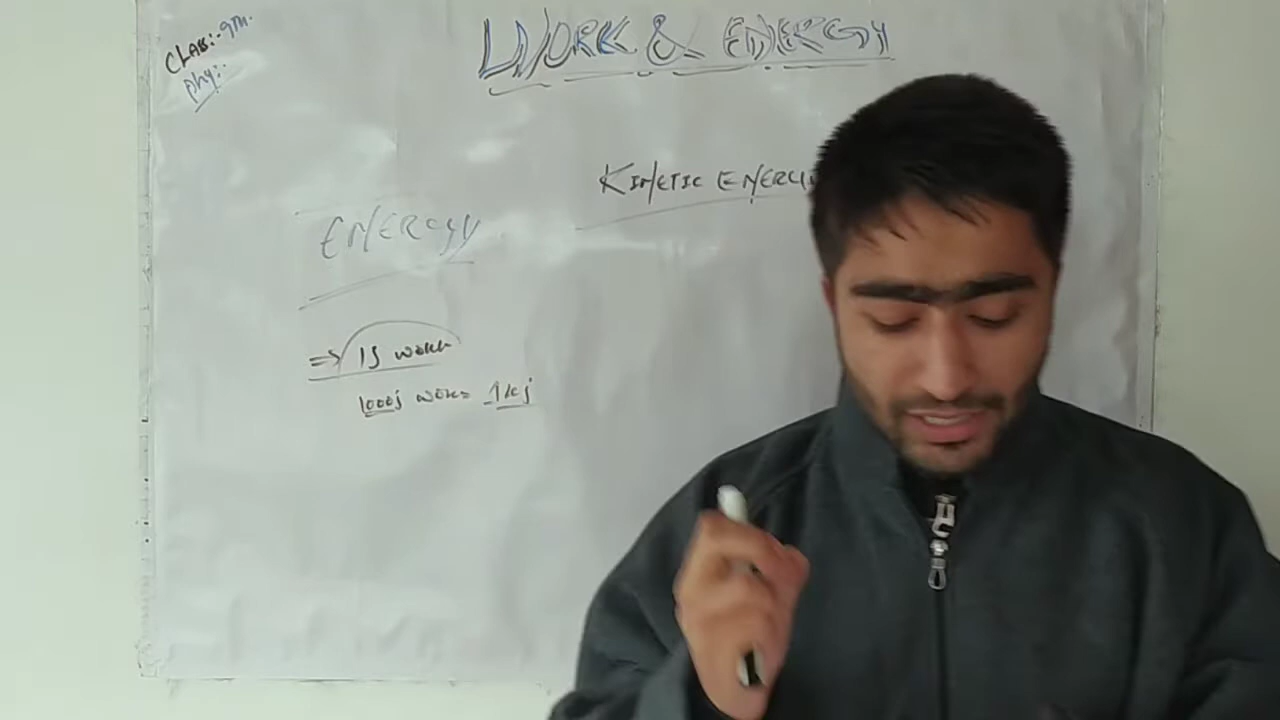 CLASS:- 9TH.
Phy:-
WORK & ENERGY
KINETIC ENERGY
ENERGY
=> 1J work
1000j work = 1kj